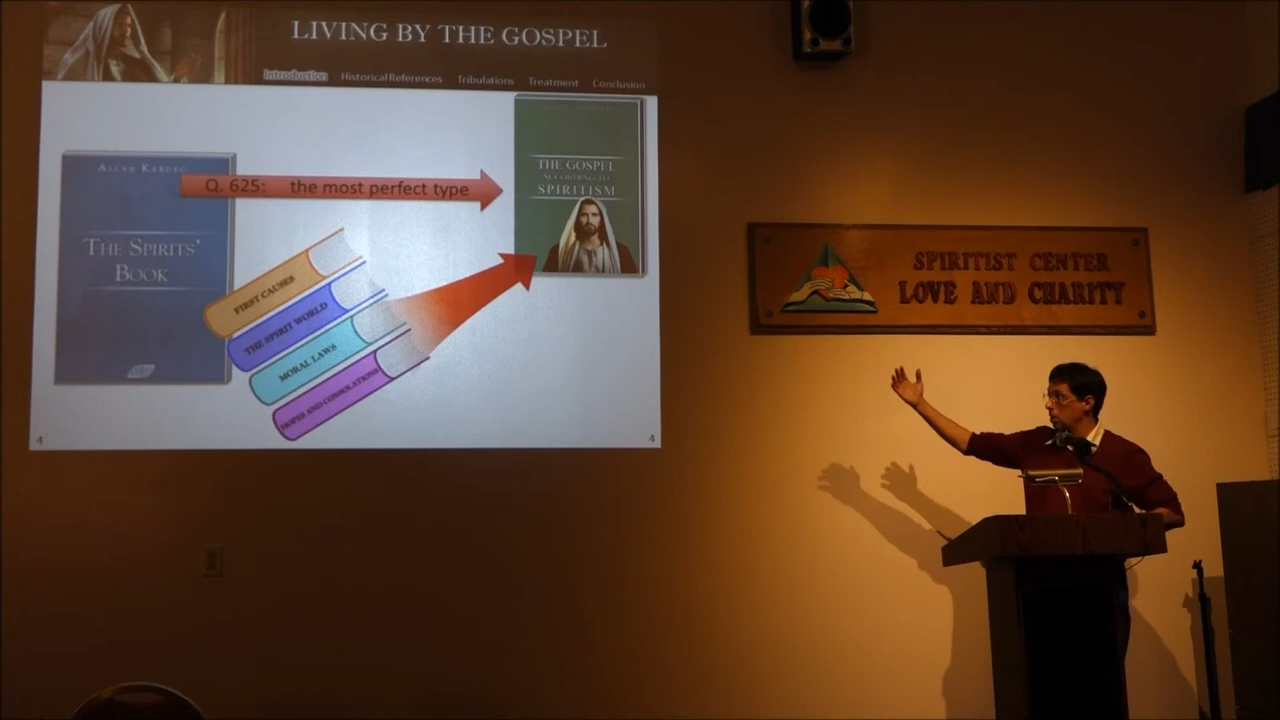 LIVING BY THE GOSPEL
Introduction Historical References Tribulations Treatment Conclusion
ALLAN KARDEC
THE SPIRITS'
BOOK
Q. 625: the most perfect type
THE GOSPEL
ACCORDING TO
SPIRITISM
FIRST CAUSES
THE SPIRIT WORLD
MORAL LAWS
HOPES AND CONSOLATIONS
4
4
SPIRITIST CENTER
LOVE AND CHARITY